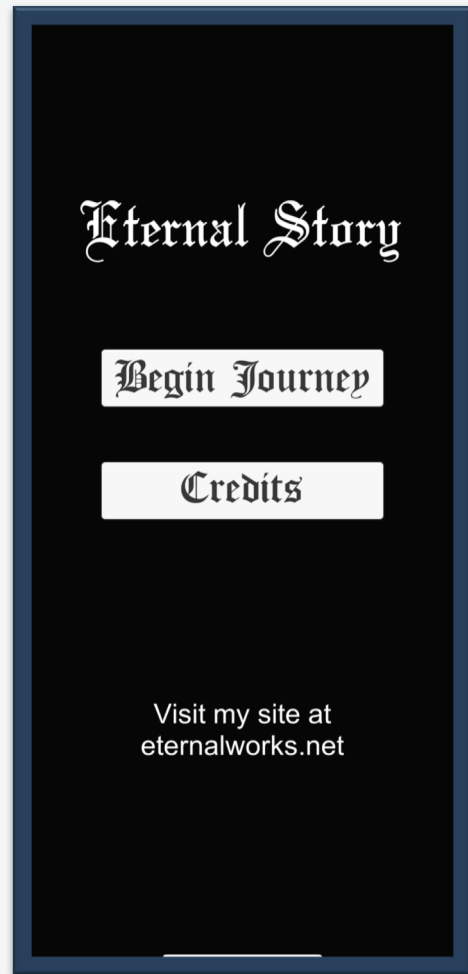 Eternal Story
Begin Journey
Credits
Visit my site at
eternalworks.net